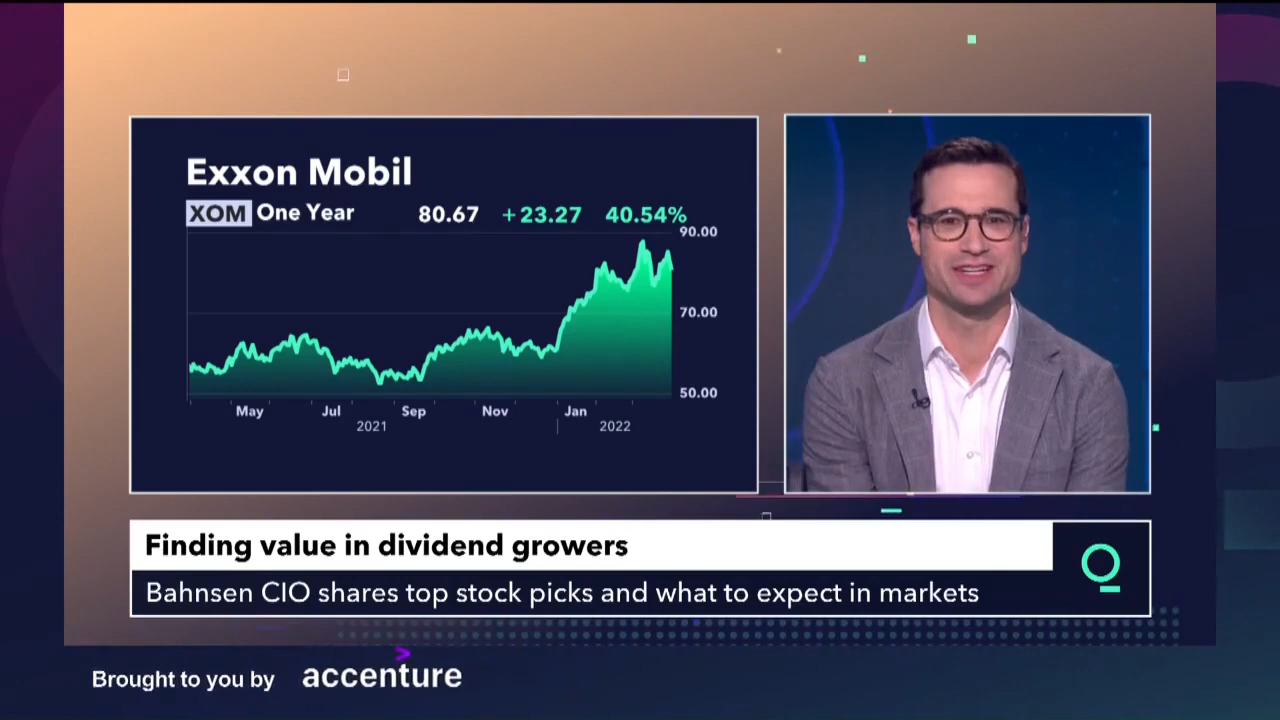 Exxon Mobil
XOM One Year 80.67 +23.27 40.54%
90.00
70.00
50.00
May Jul Sep Nov Jan
2021 2022
Finding value in dividend growers
Bahnsen CIO shares top stock picks and what to expect in markets
Brought to you by accenture